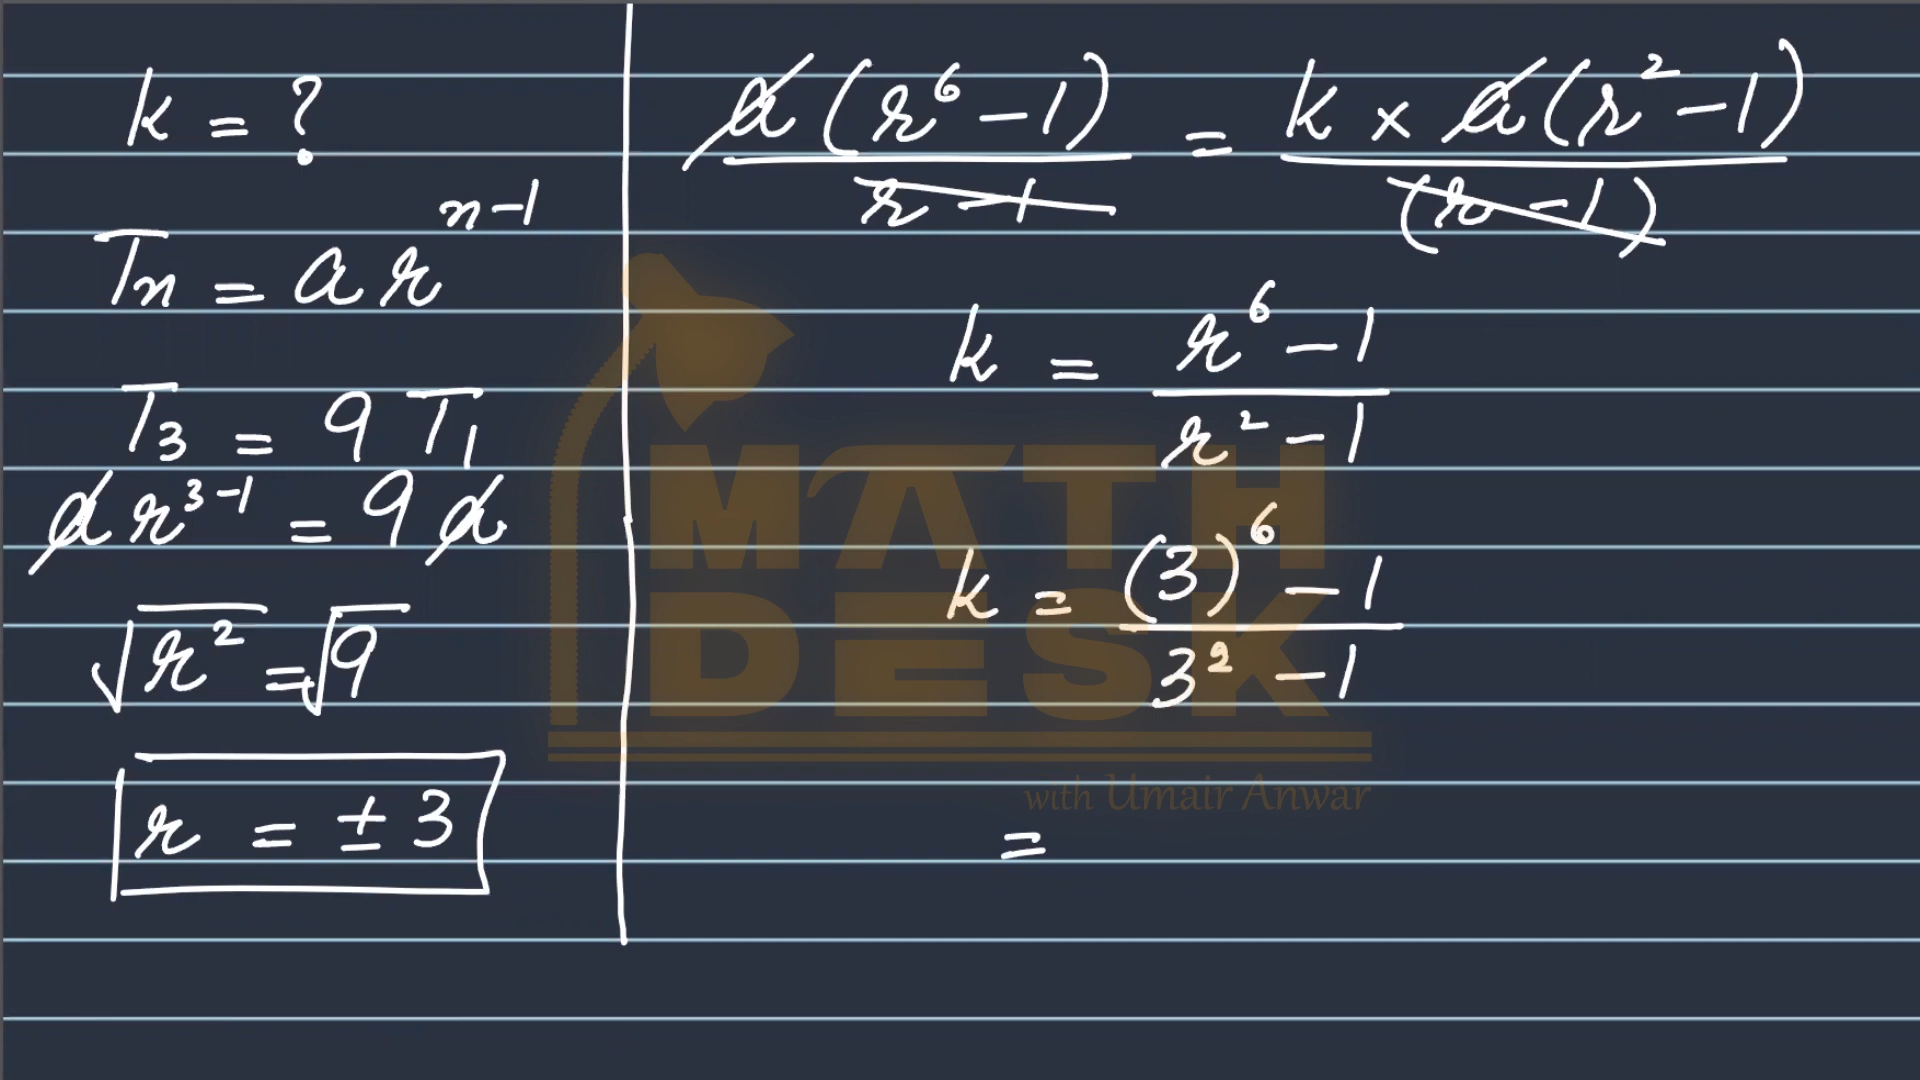 k = ?
Tn = a r^(n-1)
T3 = 9 T1
a r^(3-1) = 9 a
√r² = √9
r = ± 3
a (r⁶ - 1) / (r - 1) = k × a (r² - 1) / (r - 1)
k = (r⁶ - 1) / (r² - 1)
k = ((3)⁶ - 1) / (3² - 1)
=
MATH
DESK
with Umair Anwar